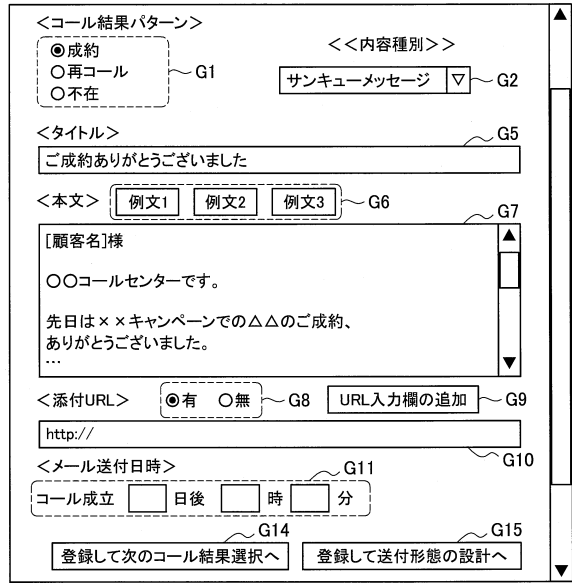 <コール結果パターン>
◉成約
○再コール
○不在
G1
<<内容種別>>
サンキューメッセージ ▽
G2
<タイトル>
G5
ご成約ありがとうございました
<本文> 例文1 例文2 例文3 G6
G7
[顧客名]様
○○コールセンターです。
先日は××キャンペーンでの△△のご成約、
ありがとうございました。
…
<添付URL> ◉有 ○無 G8 URL入力欄の追加 G9
http://
G10
<メール送付日時>
G11
コール成立 日後 時 分
G14
G15
登録して次のコール結果選択へ 登録して送付形態の設計へ